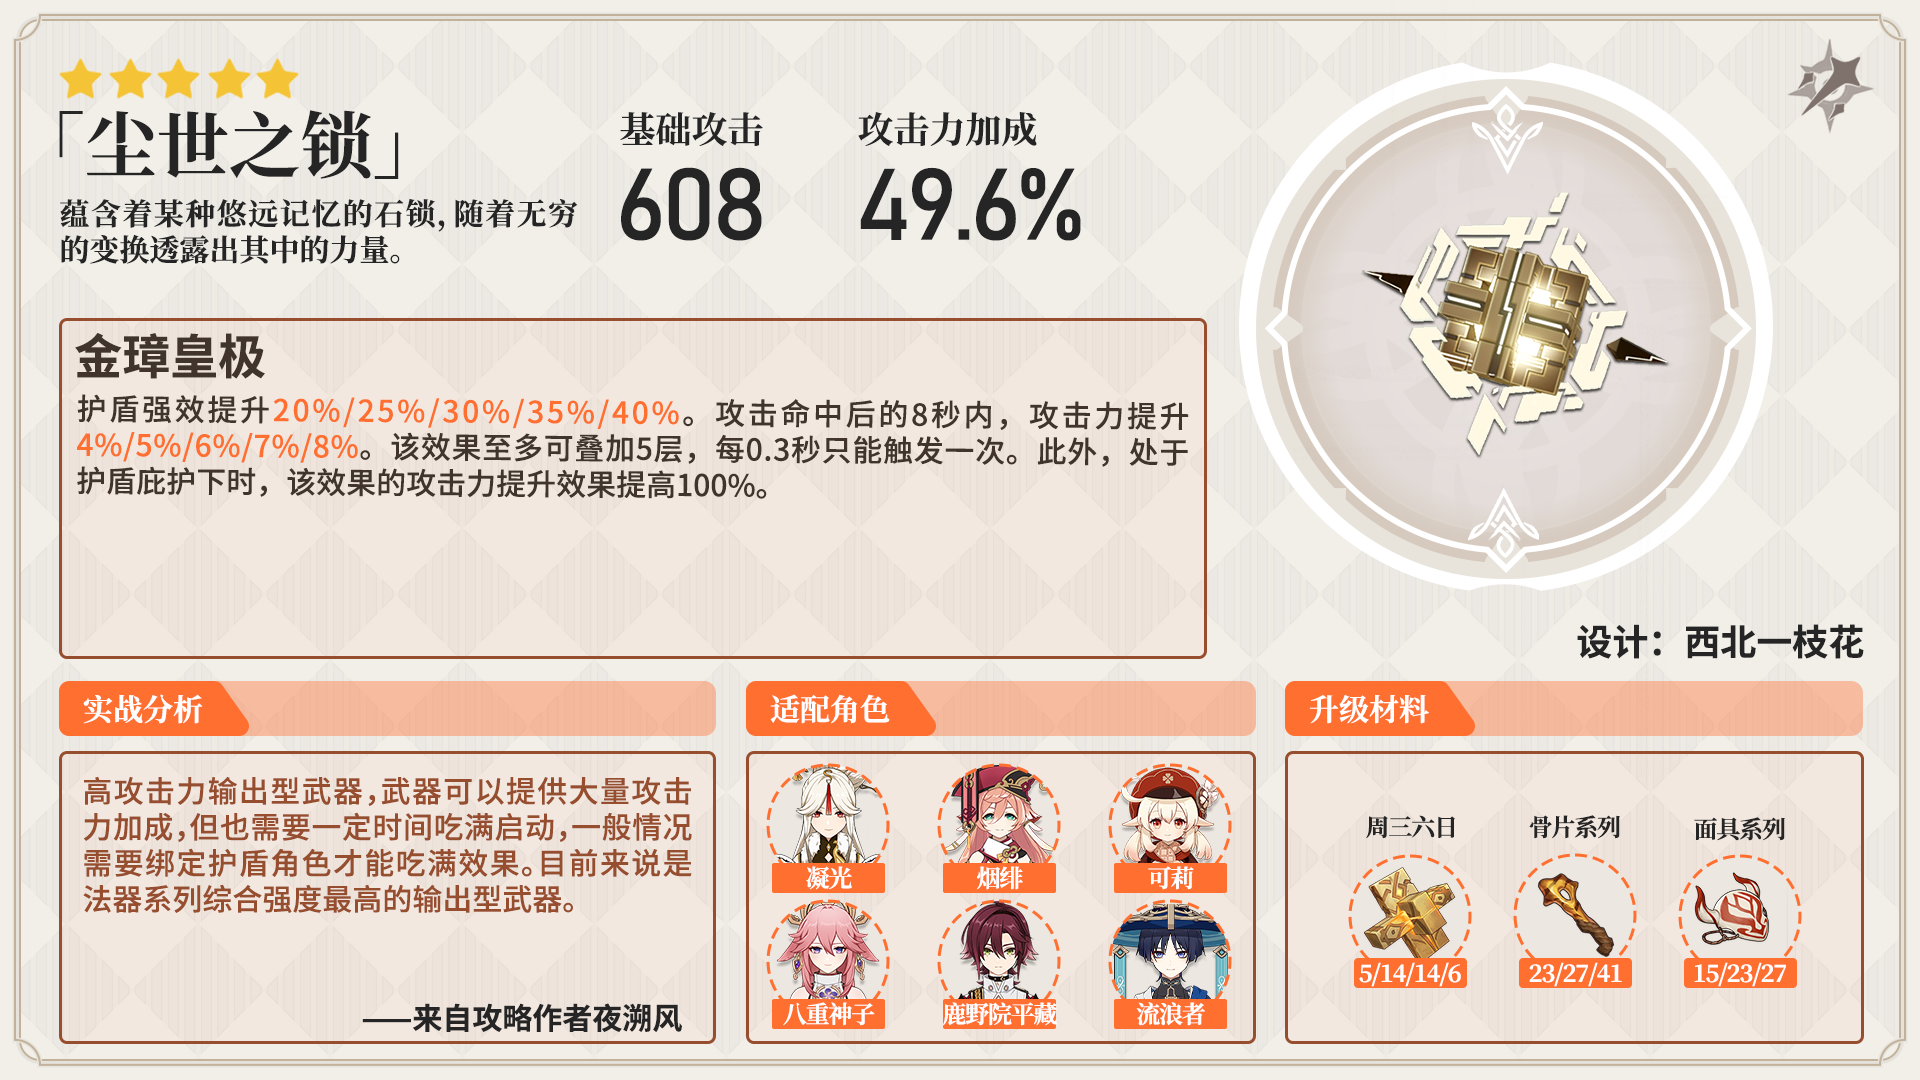 「尘世之锁」
蕴含着某种悠远记忆的石锁，随着无穷
的变换透露出其中的力量。
基础攻击
608
攻击力加成
49.6%
金璋皇极
护盾强效提升20%/25%/30%/35%/40%。攻击命中后的8秒内，攻击力提升
4%/5%/6%/7%/8%。该效果至多可叠加5层，每0.3秒只能触发一次。此外，处于
护盾庇护下时，该效果的攻击力提升效果提高100%。
设计：西北一枝花
实战分析
高攻击力输出型武器，武器可以提供大量攻击
力加成，但也需要一定时间吃满启动，一般情况
需要绑定护盾角色才能吃满效果。目前来说是
法器系列综合强度最高的输出型武器。
——来自攻略作者夜溯风
适配角色
凝光
烟绯
可莉
八重神子
鹿野院平藏
流浪者
升级材料
周三六日
骨片系列
面具系列
5/14/14/6
23/27/41
15/23/27